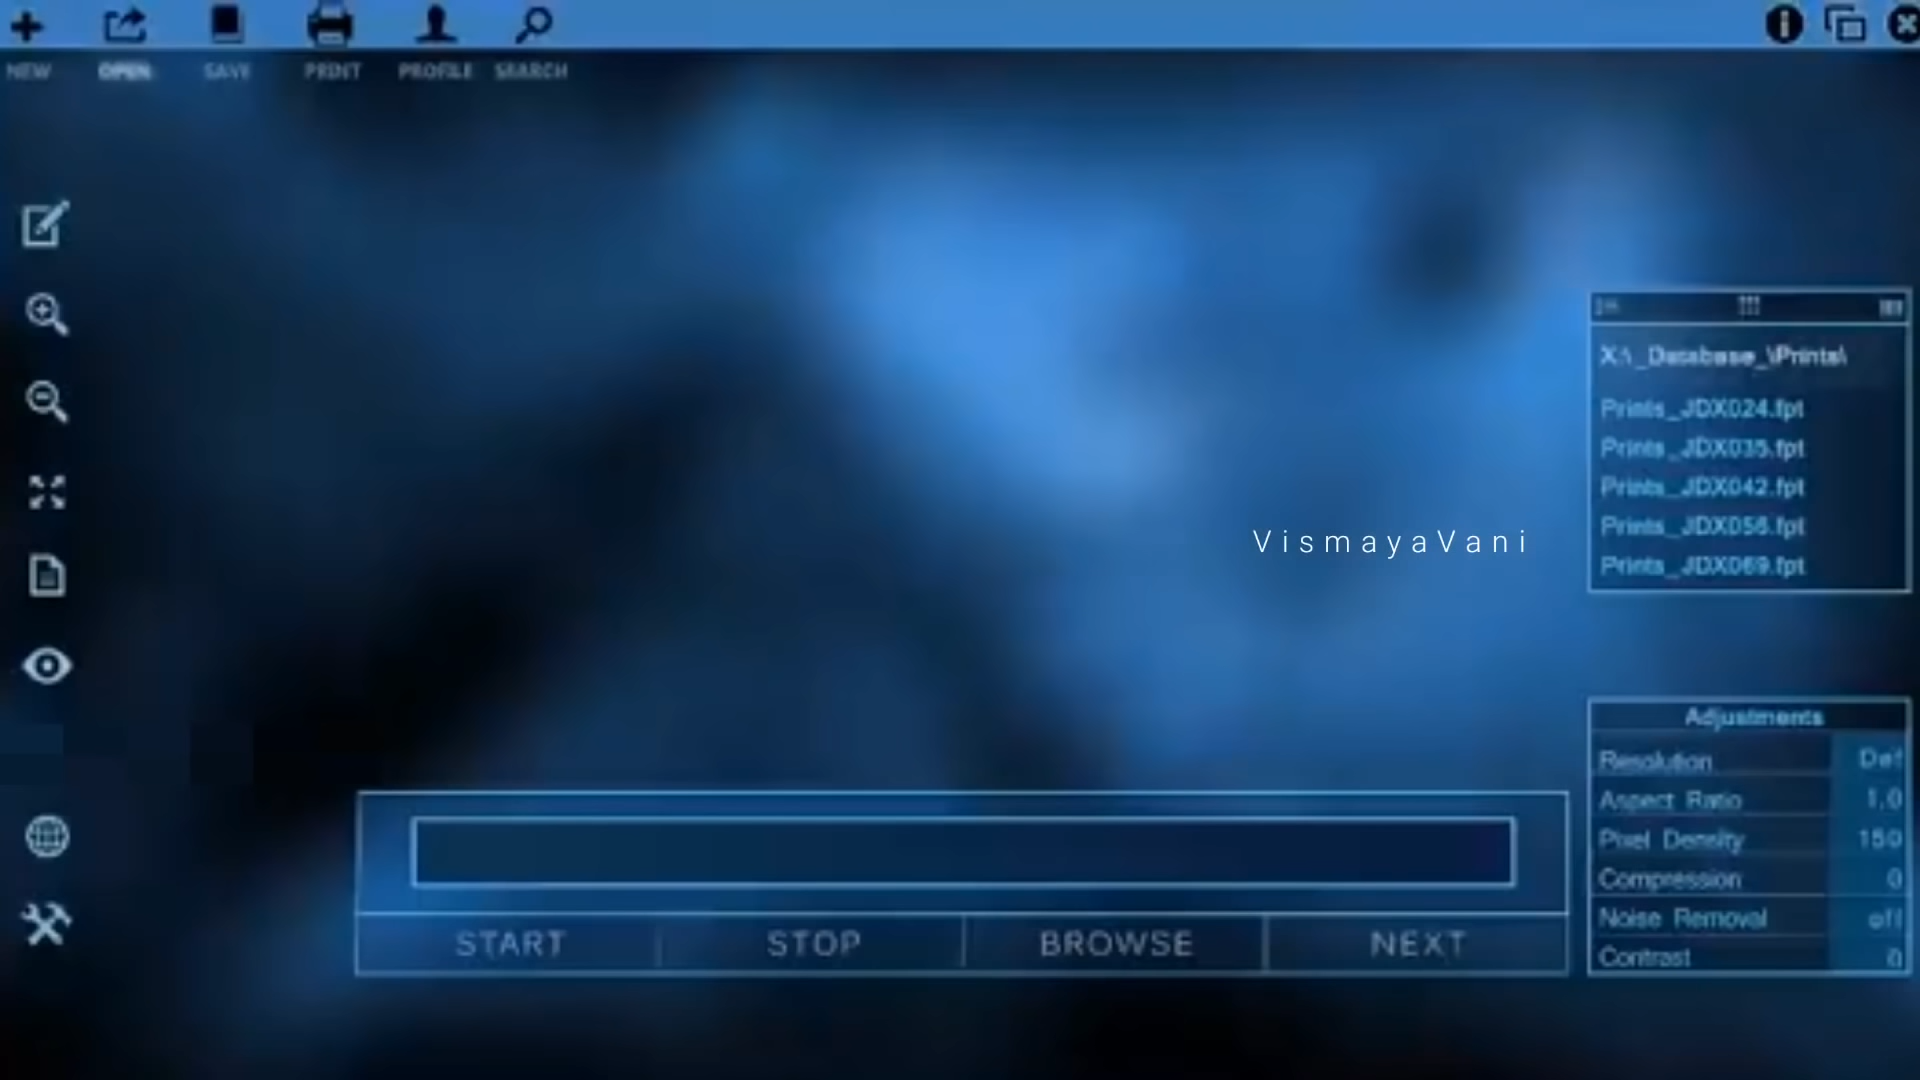 NEW OPEN SAVE PRINT PROFILE SEARCH
X:\_Database_\Prints\
Prints_JDX024.fpt
Prints_JDX035.fpt
Prints_JDX042.fpt
Prints_JDX056.fpt
Prints_JDX069.fpt
VismayaVani
Adjustments
Resolution Def
Aspect Ratio 1.0
Pixel Density 150
Compression 0
Noise Removal off
Contrast 0
START STOP BROWSE NEXT